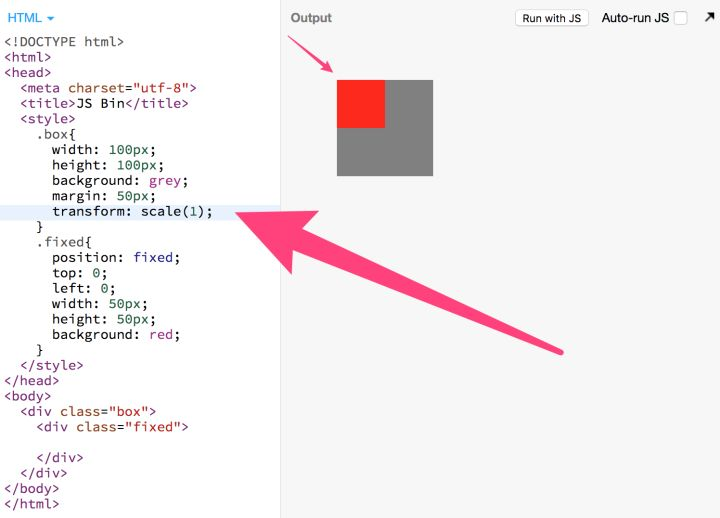 HTML
Output
Run with JS
Auto-run JS
<!DOCTYPE html>
<html>
<head>
  <meta charset="utf-8">
  <title>JS Bin</title>
  <style>
    .box{
      width: 100px;
      height: 100px;
      background: grey;
      margin: 50px;
      transform: scale(1);
    }
    .fixed{
      position: fixed;
      top: 0;
      left: 0;
      width: 50px;
      height: 50px;
      background: red;
    }
  </style>
</head>
<body>
  <div class="box">
    <div class="fixed">

    </div>
  </div>
</body>
</html>